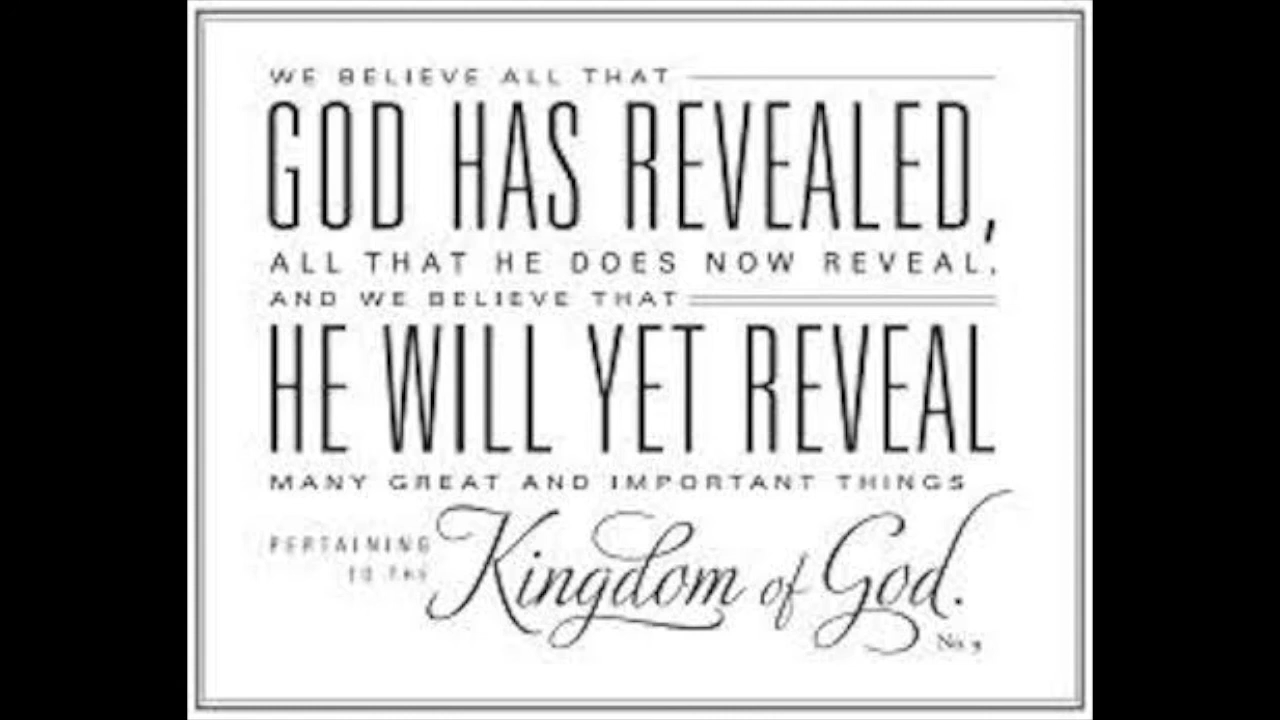 WE BELIEVE ALL THAT
GOD HAS REVEALED,
ALL THAT HE DOES NOW REVEAL,
AND WE BELIEVE THAT
HE WILL YET REVEAL
MANY GREAT AND IMPORTANT THINGS
PERTAINING
TO THE
Kingdom of God.
No. 9